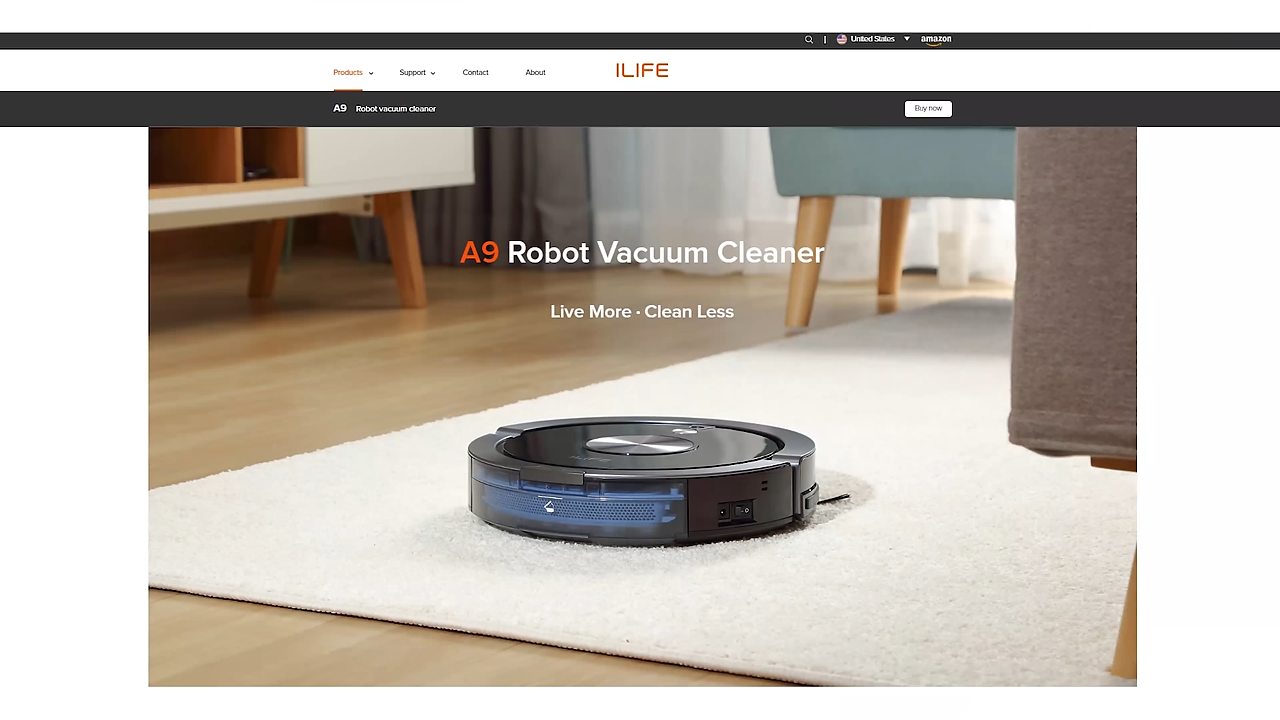 United States
amazon
Products
Support
Contact
About
ILIFE
A9 Robot vacuum cleaner
Buy now
A9 Robot Vacuum Cleaner
Live More · Clean Less
ILIFE